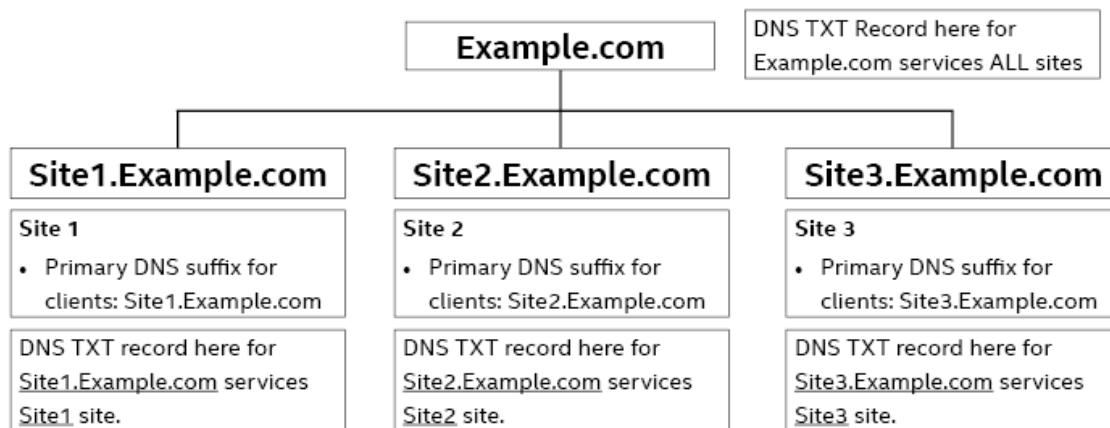 Example.com
DNS TXT Record here for
Example.com services ALL sites
Site1.Example.com
Site 1
• Primary DNS suffix for
clients: Site1.Example.com
DNS TXT record here for
Site1.Example.com services
Site1 site.
Site2.Example.com
Site 2
• Primary DNS suffix for
clients: Site2.Example.com
DNS TXT record here for
Site2.Example.com services
Site2 site.
Site3.Example.com
Site 3
• Primary DNS suffix for
clients: Site3.Example.com
DNS TXT record here for
Site3.Example.com services
Site3 site.